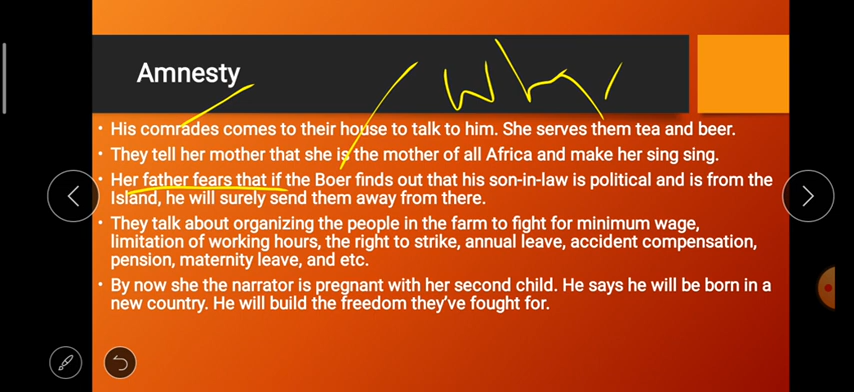 Amnesty
Why
• His comrades comes to their house to talk to him. She serves them tea and beer.
• They tell her mother that she is the mother of all Africa and make her sing sing.
• Her father fears that if the Boer finds out that his son-in-law is political and is from the
Island, he will surely send them away from there.
• They talk about organizing the people in the farm to fight for minimum wage,
limitation of working hours, the right to strike, annual leave, accident compensation,
pension, maternity leave, and etc.
• By now she the narrator is pregnant with her second child. He says he will be born in a
new country. He will build the freedom they've fought for.